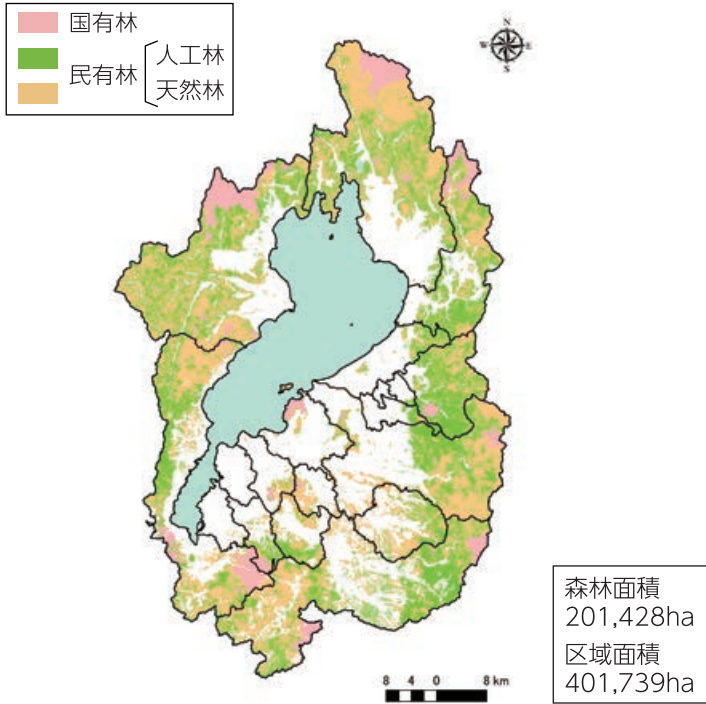 国有林
民有林
人工林
天然林
N
W E
S
森林面積
201,428ha
区域面積
401,739ha
8 4 0 8 km